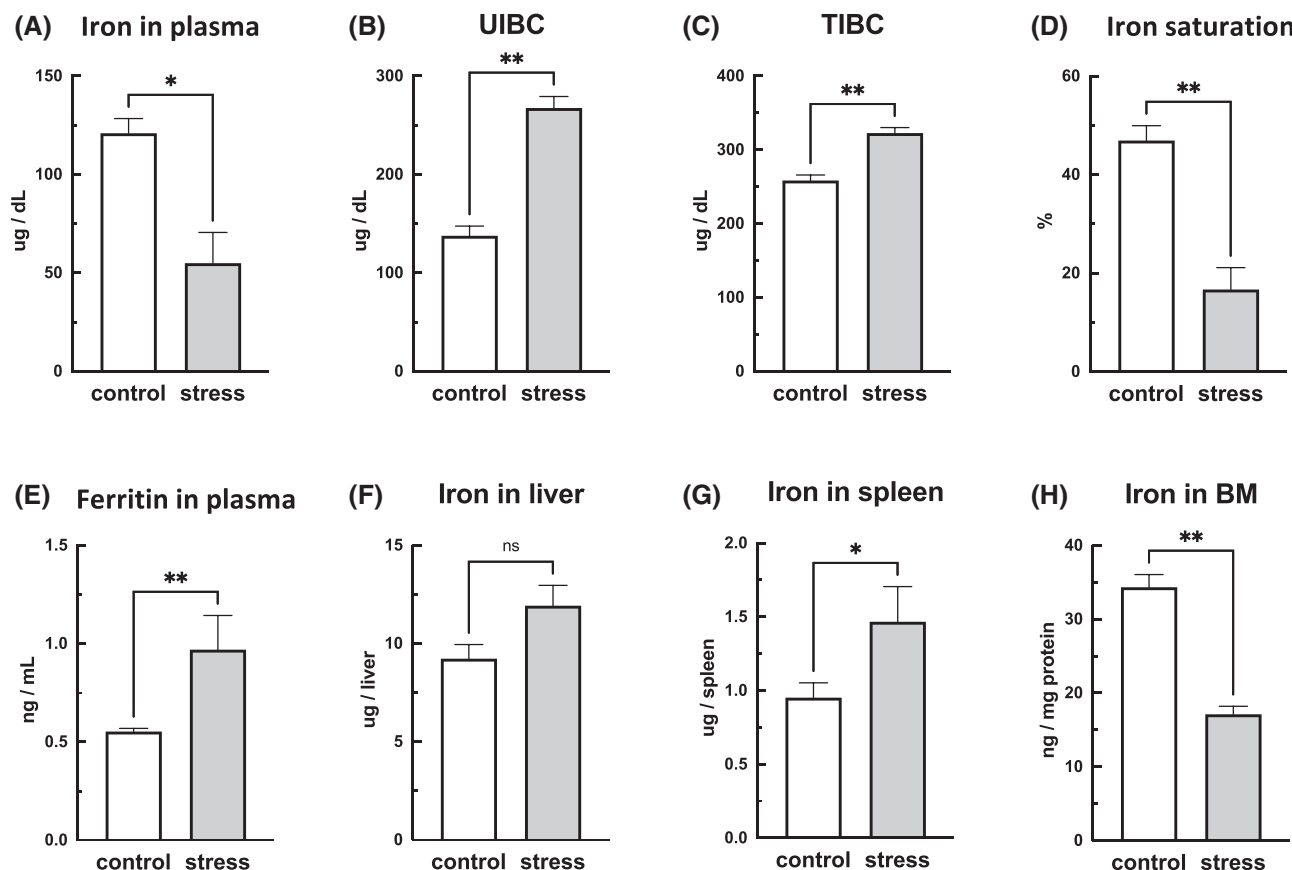 (A) Iron in plasma
150
100
50
0
ug / dL
*
control stress
(B) UIBC
300
200
100
0
ug / dL
**
control stress
(C) TIBC
400
300
200
300
0
ug / dL
**
control stress
(D) Iron saturation
60
40
20
0
%
**
control stress
(E) Ferritin in plasma
1.5
1.0
0.5
0.0
ng / mL
**
control stress
(F) Iron in liver
15
10
5
0
ug / liver
ns
control stress
(G) Iron in spleen
2.0
1.5
1.0
0.5
0.0
ug / spleen
*
control stress
(H) Iron in BM
40
30
20
10
0
ng / mg protein
**
control stress